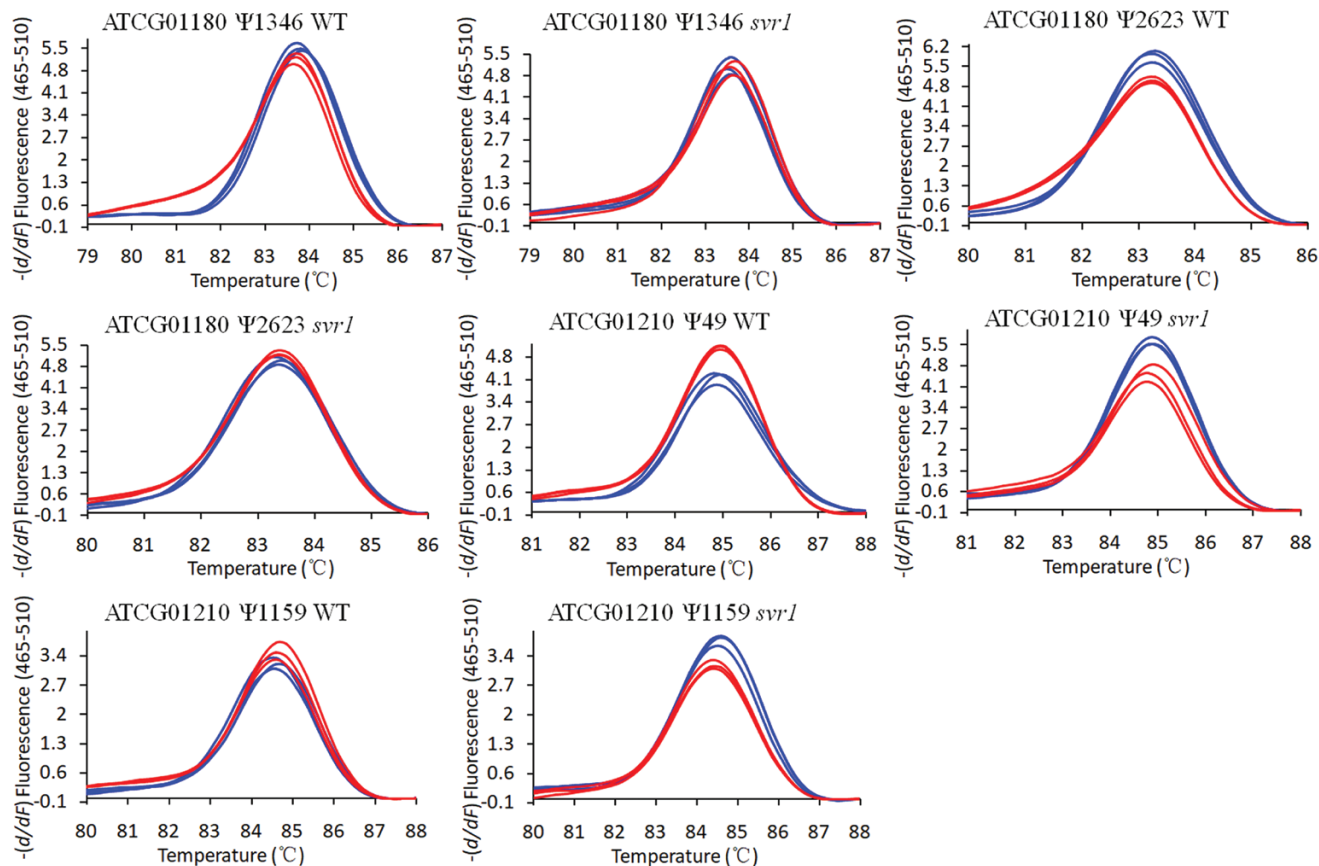 ATCG01180 Ψ1346 WT
-(d/dF) Fluorescence (465-510)
5.5
4.8
4.1
3.4
2.7
2
1.3
0.6
-0.1
79 80 81 82 83 84 85 86 87
Temperature (℃)
ATCG01180 Ψ1346 svr1
-(d/dF) Fluorescence (465-510)
5.5
4.8
4.1
3.4
2.7
2
1.3
0.6
-0.1
79 80 81 82 83 84 85 86 87
Temperature (℃)
ATCG01180 Ψ2623 WT
-(d/dF) Fluorescence (465-510)
6.2
5.5
4.8
4.1
3.4
2.7
2
1.3
0.6
-0.1
80 81 82 83 84 85 86
Temperature (℃)
ATCG01180 Ψ2623 svr1
-(d/dF) Fluorescence (465-510)
5.5
4.8
4.1
3.4
2.7
2
1.3
0.6
-0.1
80 81 82 83 84 85 86
Temperature (℃)
ATCG01210 Ψ49 WT
-(d/dF) Fluorescence (465-510)
4.8
4.1
3.4
2.7
2
1.3
0.6
-0.1
81 82 83 84 85 86 87 88
Temperature (℃)
ATCG01210 Ψ49 svr1
-(d/dF) Fluorescence (465-510)
5.5
4.8
4.1
3.4
2.7
2
1.3
0.6
-0.1
81 82 83 84 85 86 87 88
Temperature (℃)
ATCG01210 Ψ1159 WT
-(d/dF) Fluorescence (465-510)
3.4
2.7
2
1.3
0.6
-0.1
80 81 82 83 84 85 86 87 88
Temperature (℃)
ATCG01210 Ψ1159 svr1
-(d/dF) Fluorescence (465-510)
3.4
2.7
2
1.3
0.6
-0.1
80 81 82 83 84 85 86 87 88
Temperature (℃)